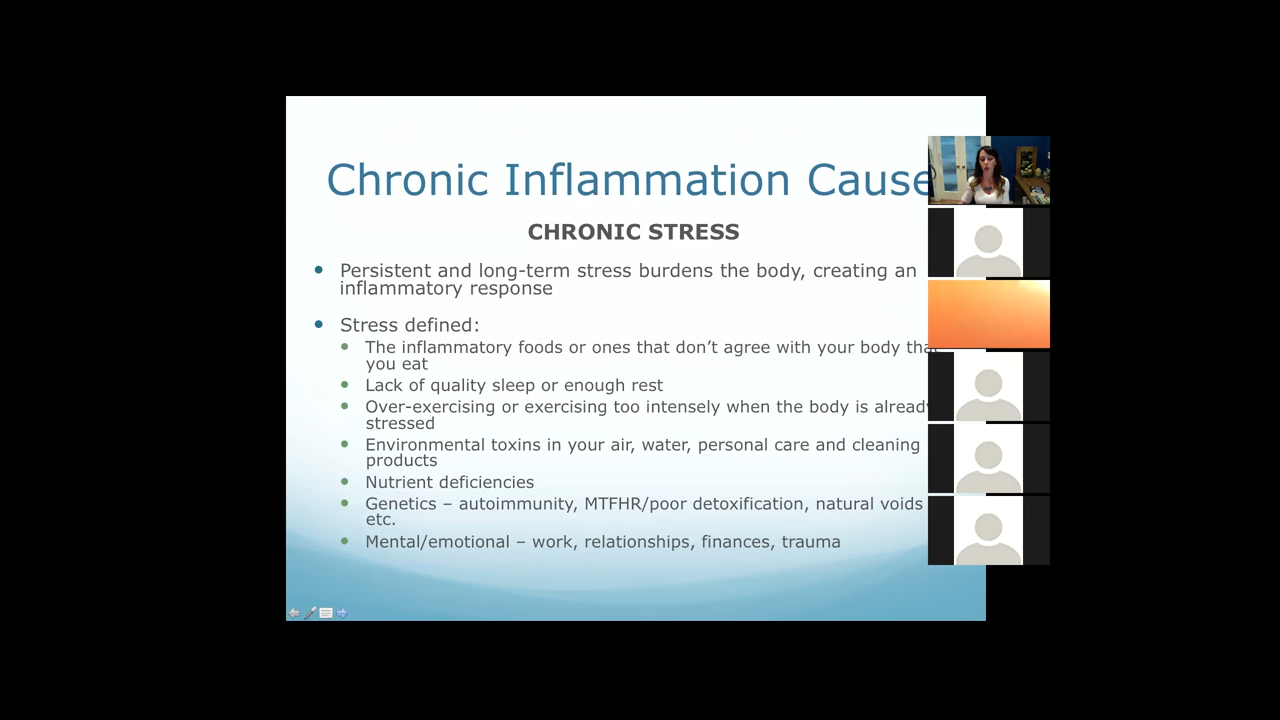 Chronic Inflammation Cause
CHRONIC STRESS
Persistent and long-term stress burdens the body, creating an
inflammatory response
Stress defined:
The inflammatory foods or ones that don’t agree with your body that
you eat
Lack of quality sleep or enough rest
Over-exercising or exercising too intensely when the body is already
stressed
Environmental toxins in your air, water, personal care and cleaning
products
Nutrient deficiencies
Genetics – autoimmunity, MTFHR/poor detoxification, natural voids
etc.
Mental/emotional – work, relationships, finances, trauma